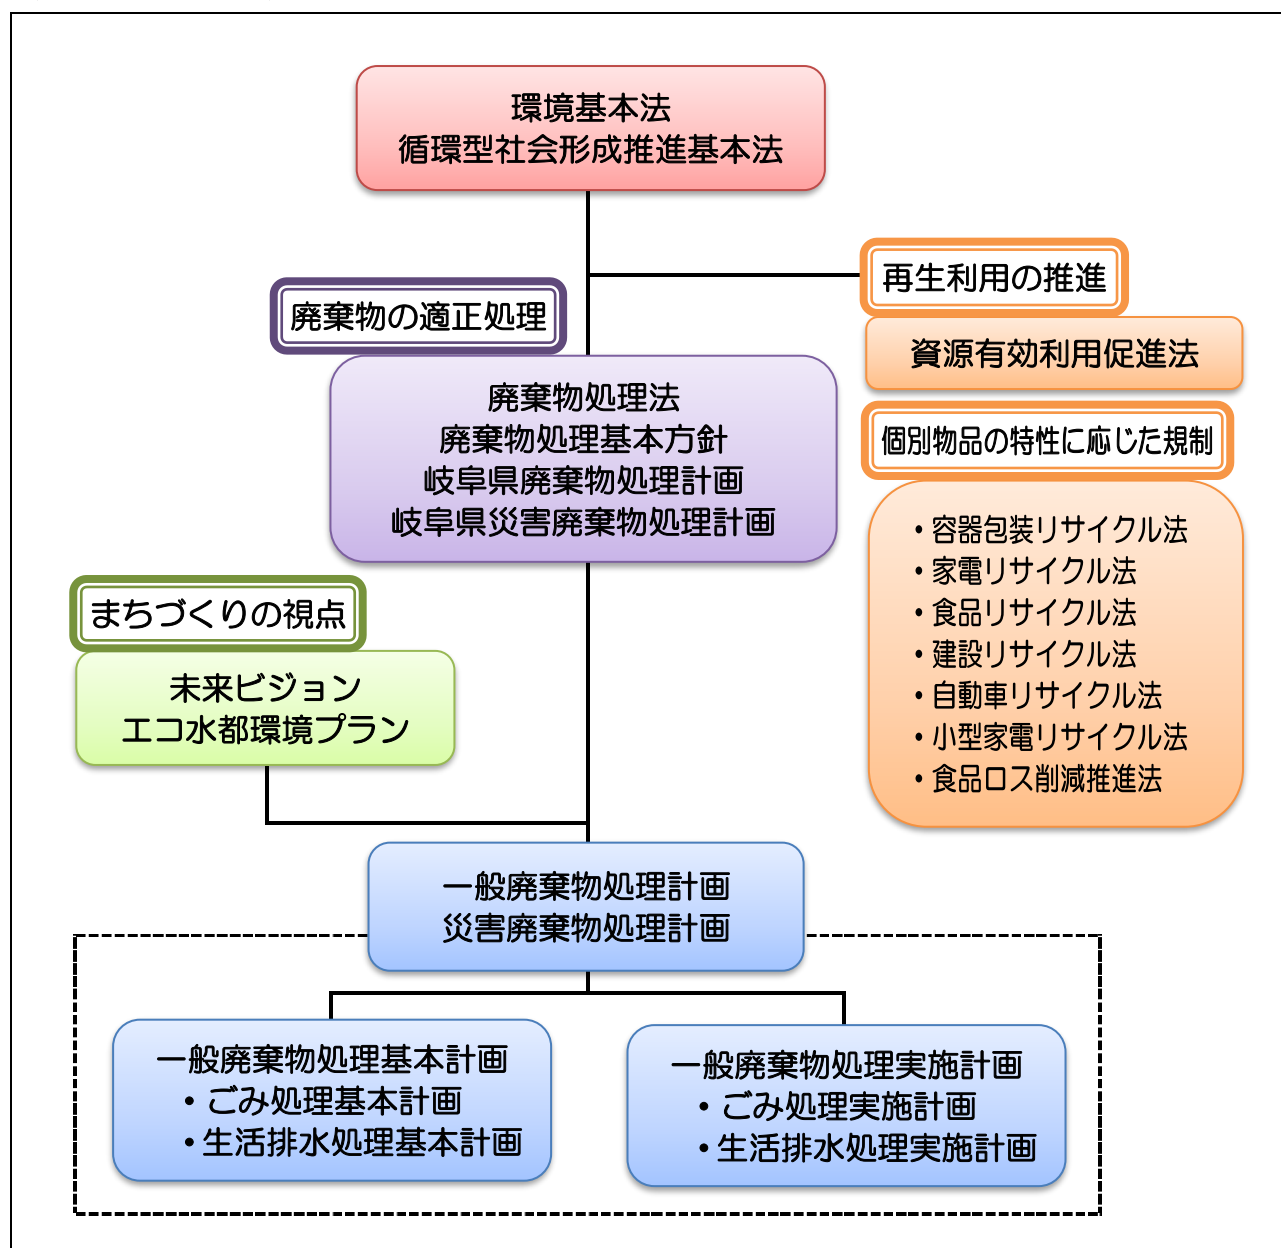 環境基本法
循環型社会形成推進基本法
再生利用の推進
資源有効利用促進法
廃棄物の適正処理
廃棄物処理法
廃棄物処理基本方針
岐阜県廃棄物処理計画
岐阜県災害廃棄物処理計画
個別物品の特性に応じた規制
・容器包装リサイクル法
・家電リサイクル法
・食品リサイクル法
・建設リサイクル法
・自動車リサイクル法
・小型家電リサイクル法
・食品ロス削減推進法
まちづくりの視点
未来ビジョン
エコ水都環境プラン
一般廃棄物処理計画
災害廃棄物処理計画
一般廃棄物処理基本計画
・ごみ処理基本計画
・生活排水処理基本計画
一般廃棄物処理実施計画
・ごみ処理実施計画
・生活排水処理実施計画